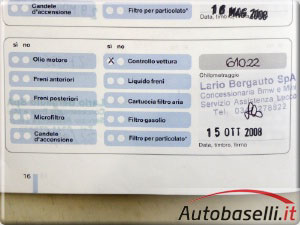 Candele
d'accensione
Filtro per particolato*
16 MAG 2008
Data, timbro, firma
si no
si no
Olio motore
X Controllo vettura
61022
Chilometraggio
Freni anteriori
Liquido freni
Lario Bergauto SpA
Concessionaria Bmw e Mini
Freni posteriori
Cartuccia filtro aria
Servizio Assistenza
Microfiltro
Filtro gasolio
Candele
d'accensione
Filtro per particolato*
15 OTT 2008
Data, timbro, firma
16
Autobaselli.it